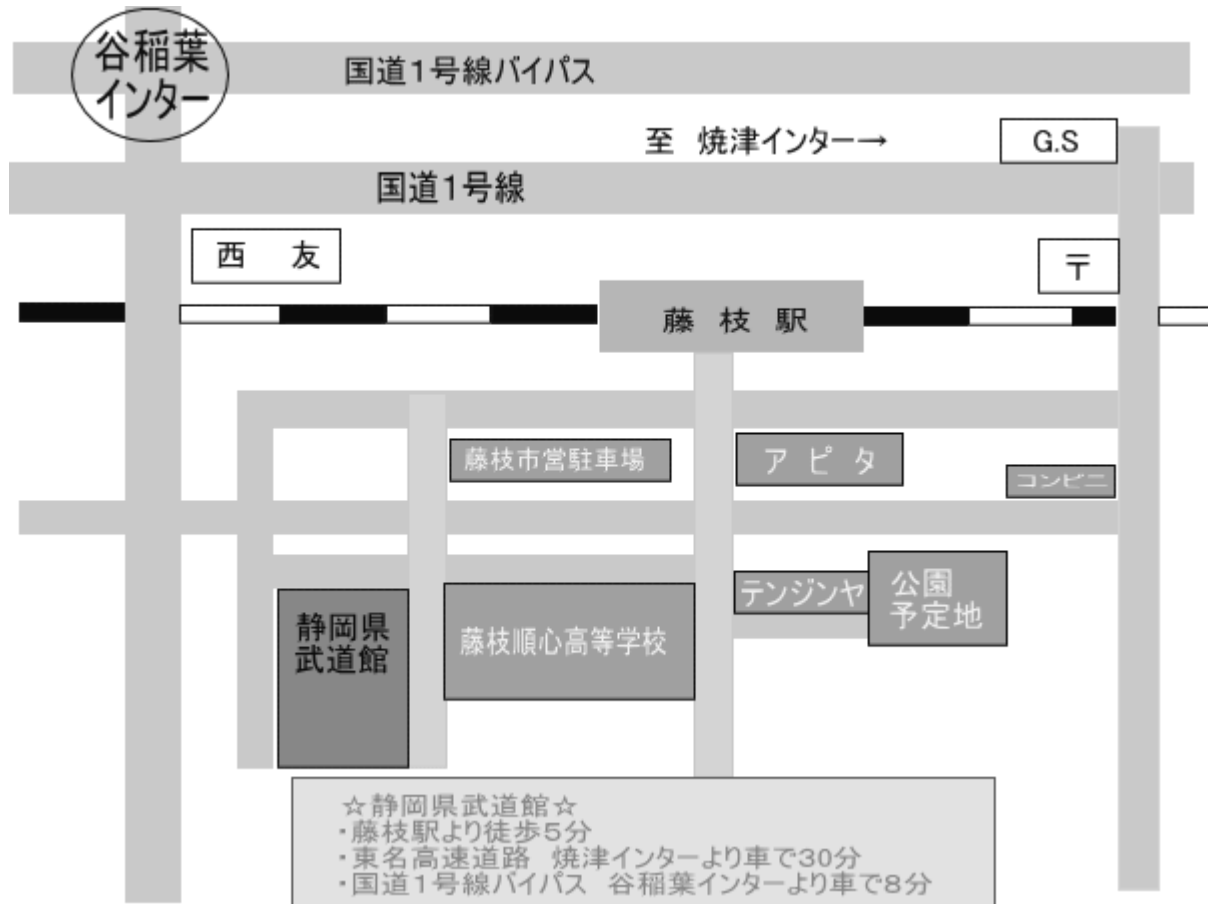 谷稲葉
インター
国道１号線バイパス
至 焼津インター→
G.S
国道１号線
西 友
〒
藤 枝 駅
藤枝市営駐車場
ア ピ タ
コンビニ
テンジンヤ
公園
予定地
静岡県
武道館
藤枝順心高等学校
☆静岡県武道館☆
・藤枝駅より徒歩５分
・東名高速道路 焼津インターより車で30分
・国道１号線バイパス 谷稲葉インターより車で８分